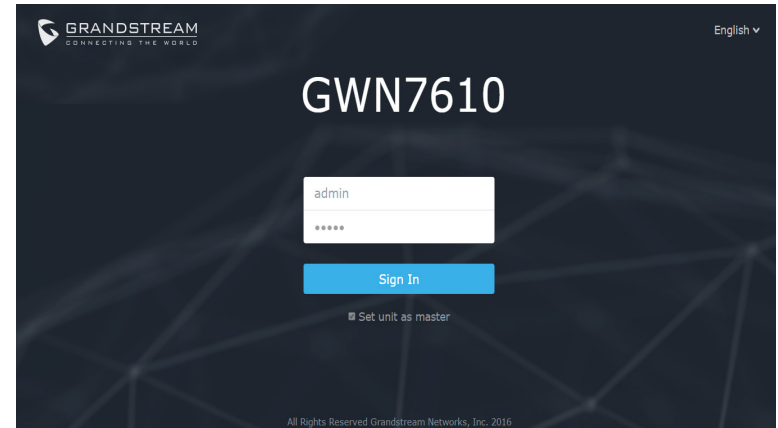 GRANDSTREAM
CONNECTING THE WORLD
English
GWN7610
admin
•••••
Sign In
Set unit as master
All Rights Reserved Grandstream Networks, Inc. 2016